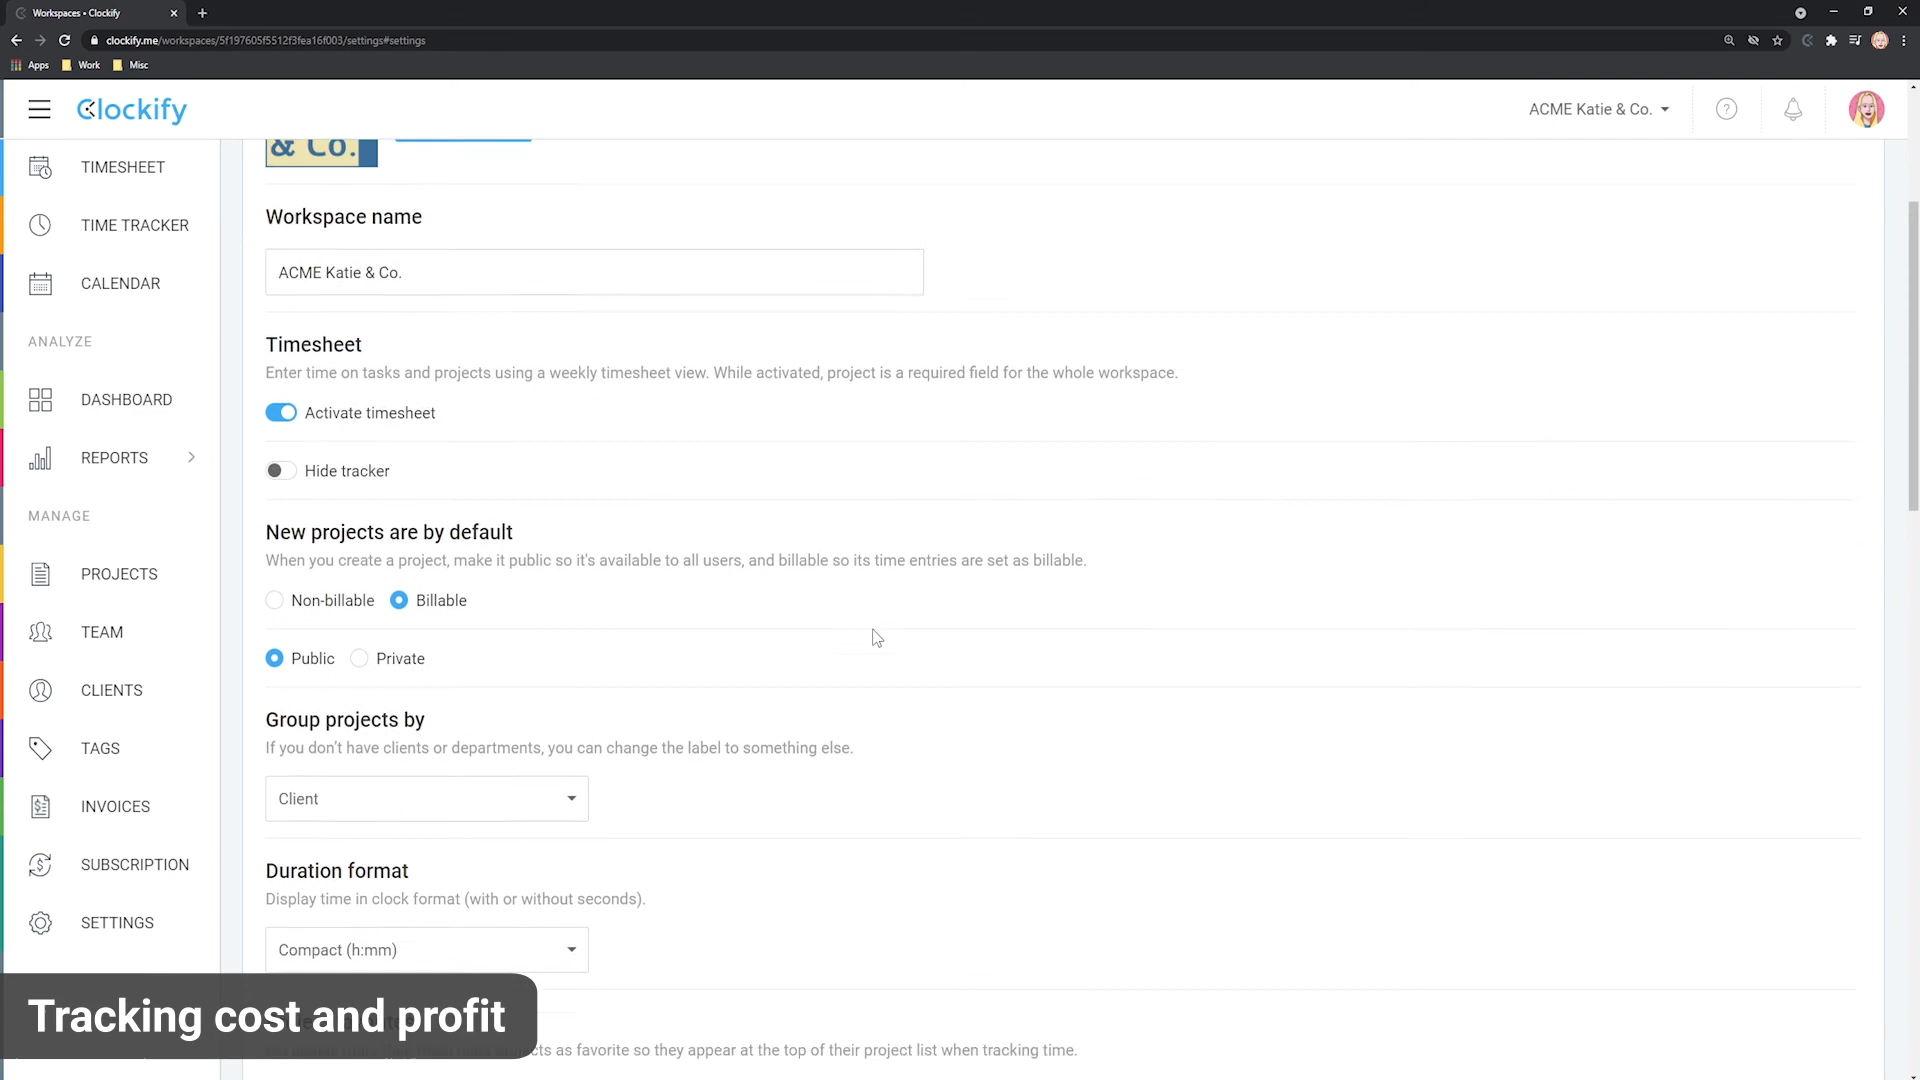 Workspaces • Clockify
clockify.me/workspaces/5f197605f5512f3fea16f003/settings#settings
Apps
Work
Misc
Clockify
ACME Katie & Co.
TIMESHEET
TIME TRACKER
CALENDAR
ANALYZE
DASHBOARD
REPORTS
MANAGE
PROJECTS
TEAM
CLIENTS
TAGS
INVOICES
SUBSCRIPTION
SETTINGS
& Co.
Workspace name
ACME Katie & Co.
Timesheet
Enter time on tasks and projects using a weekly timesheet view. While activated, project is a required field for the whole workspace.
Activate timesheet
Hide tracker
New projects are by default
When you create a project, make it public so it's available to all users, and billable so its time entries are set as billable.
Non-billable Billable
Public Private
Group projects by
If you don't have clients or departments, you can change the label to something else.
Client
Duration format
Display time in clock format (with or without seconds).
Compact (h:mm)
as favorite so they appear at the top of their project list when tracking time.
Tracking cost and profit